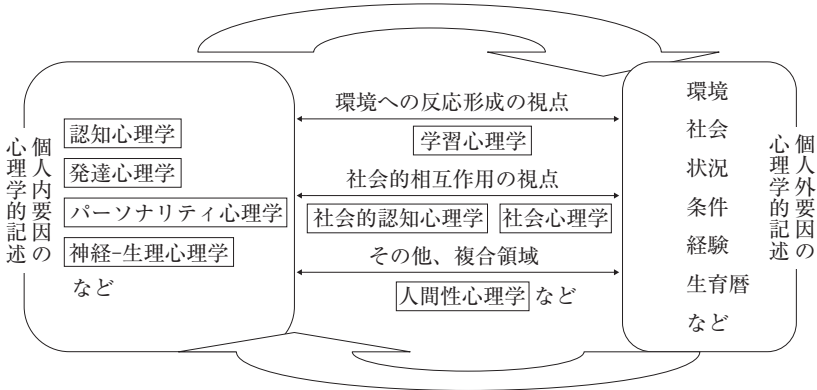 個人内要因の
心理学的記述
認知心理学
発達心理学
パーソナリティ心理学
神経−生理心理学
など
環境への反応形成の視点
学習心理学
社会的相互作用の視点
社会的認知心理学 社会心理学
その他、複合領域
人間性心理学 など
環境
社会
状況
条件
経験
生育暦
など
個人外要因の
心理学的記述